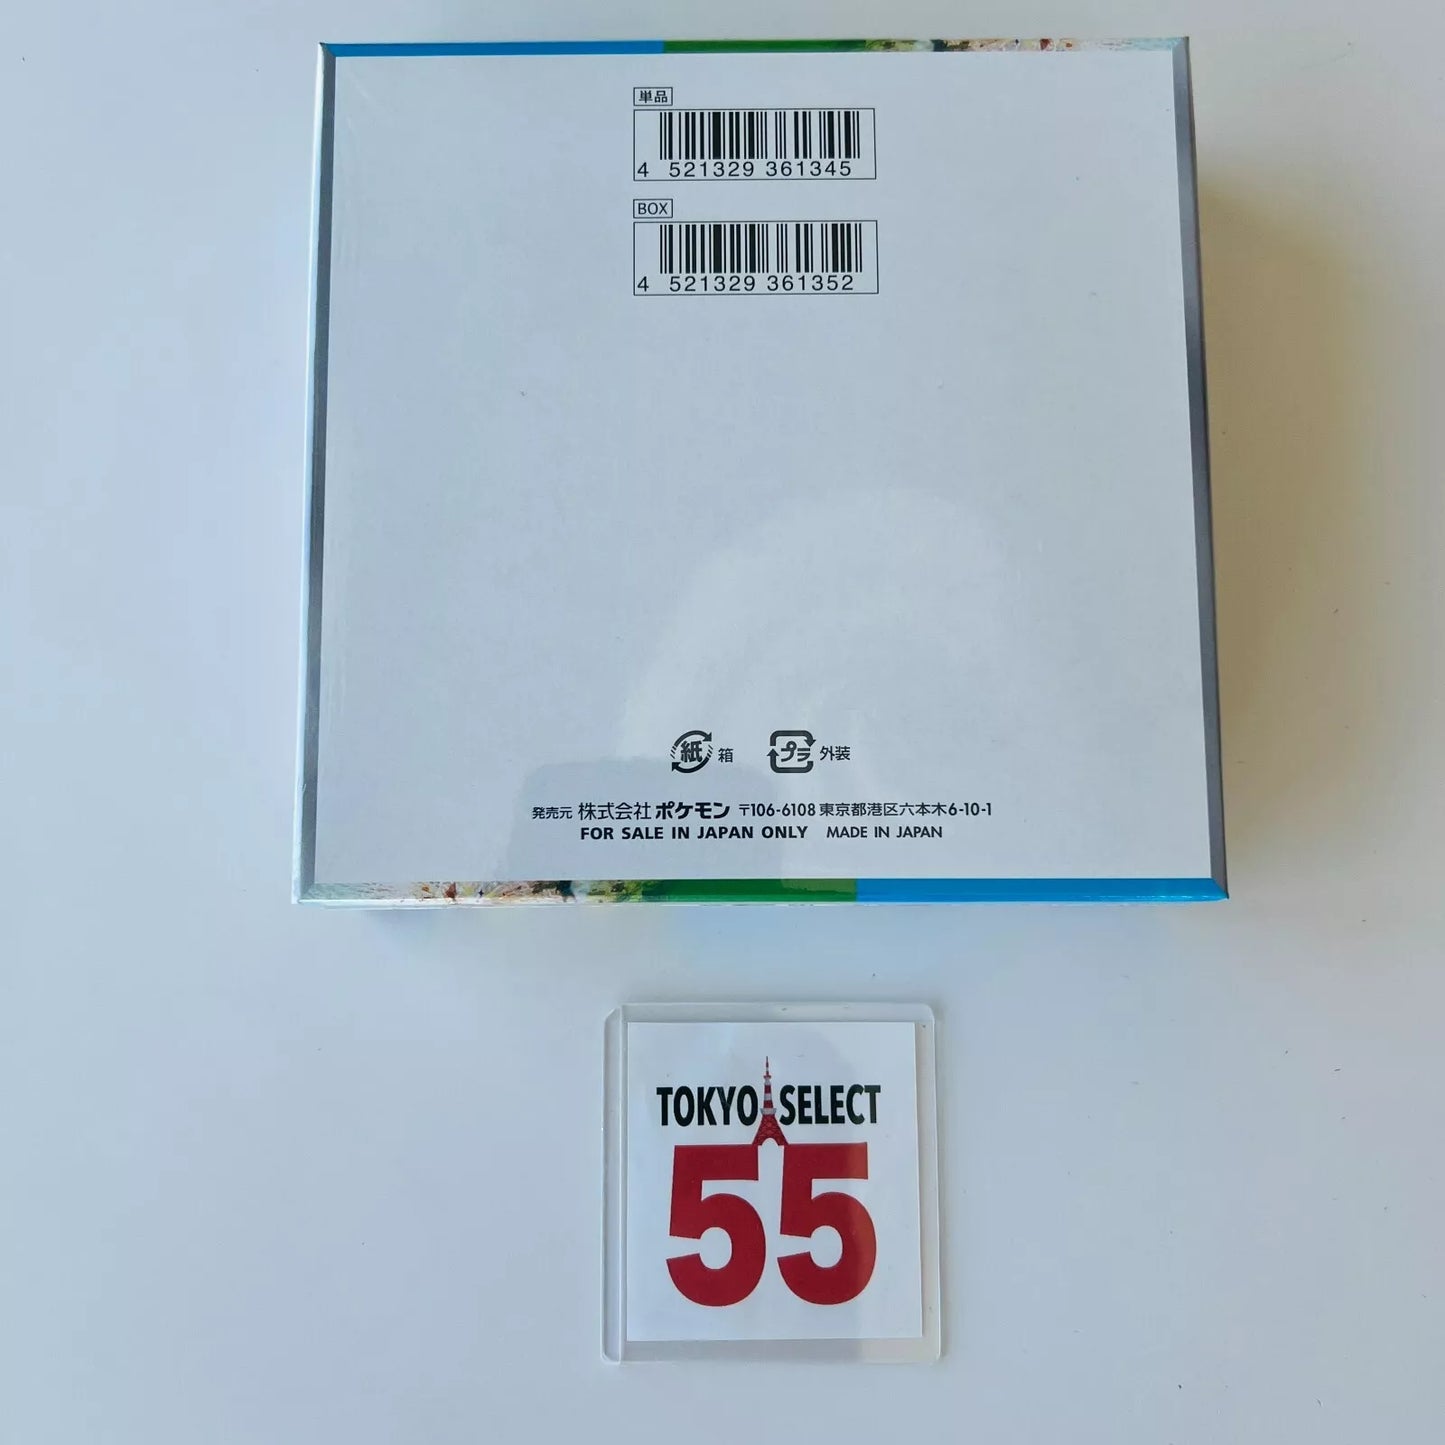 単品
4 521329 361345
BOX
4 521329 361352
紙 箱 プラ 外装
発売元 株式会社 ポケモン 〒106-6108 東京都港区六本木6-10-1
FOR SALE IN JAPAN ONLY MADE IN JAPAN
TOKYO SELECT
55